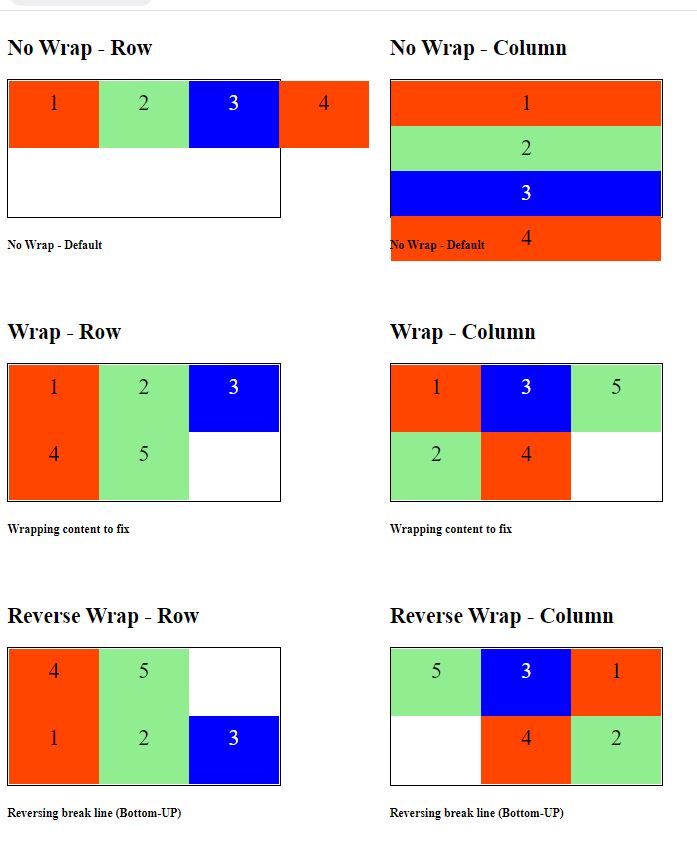 No Wrap - Row
1 2 3 4
No Wrap - Default
No Wrap - Column
1
2
3
4
No Wrap - Default
Wrap - Row
1 2 3
4 5
Wrapping content to fix
Wrap - Column
1 3 5
2 4
Wrapping content to fix
Reverse Wrap - Row
4 5
1 2 3
Reversing break line (Bottom-UP)
Reverse Wrap - Column
5 3 1
4 2
Reversing break line (Bottom-UP)